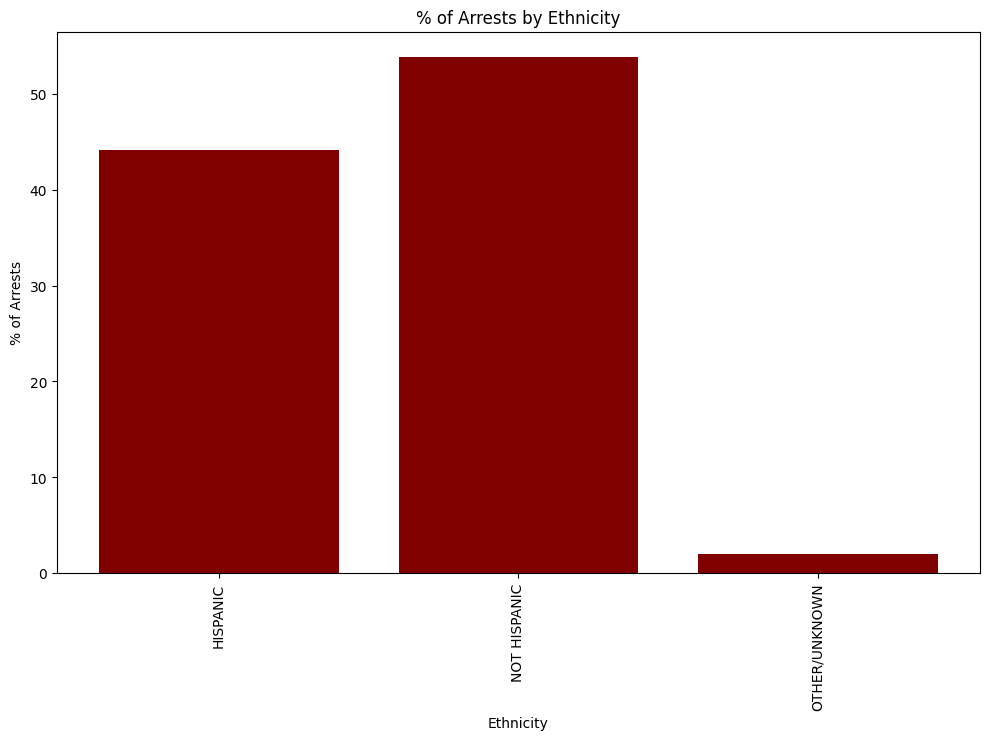 % of Arrests by Ethnicity
% of Arrests
50
40
30
20
10
0
HISPANIC
NOT HISPANIC
OTHER/UNKNOWN
Ethnicity